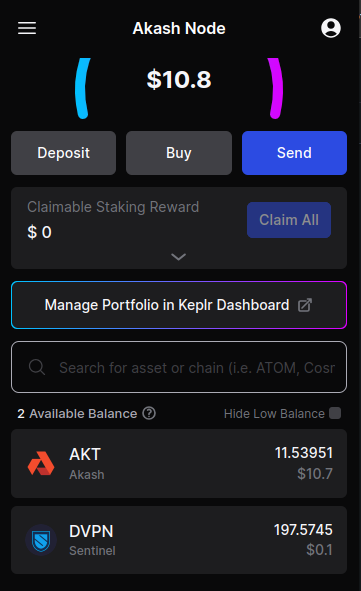 Akash Node
$10.8
Deposit
Buy
Send
Claimable Staking Reward
$ 0
Claim All
Manage Portfolio in Keplr Dashboard
Search for asset or chain (i.e. ATOM, Cosr
2 Available Balance ?
Hide Low Balance
AKT
11.53951
Akash
$10.7
DVPN
197.5745
Sentinel
$0.1